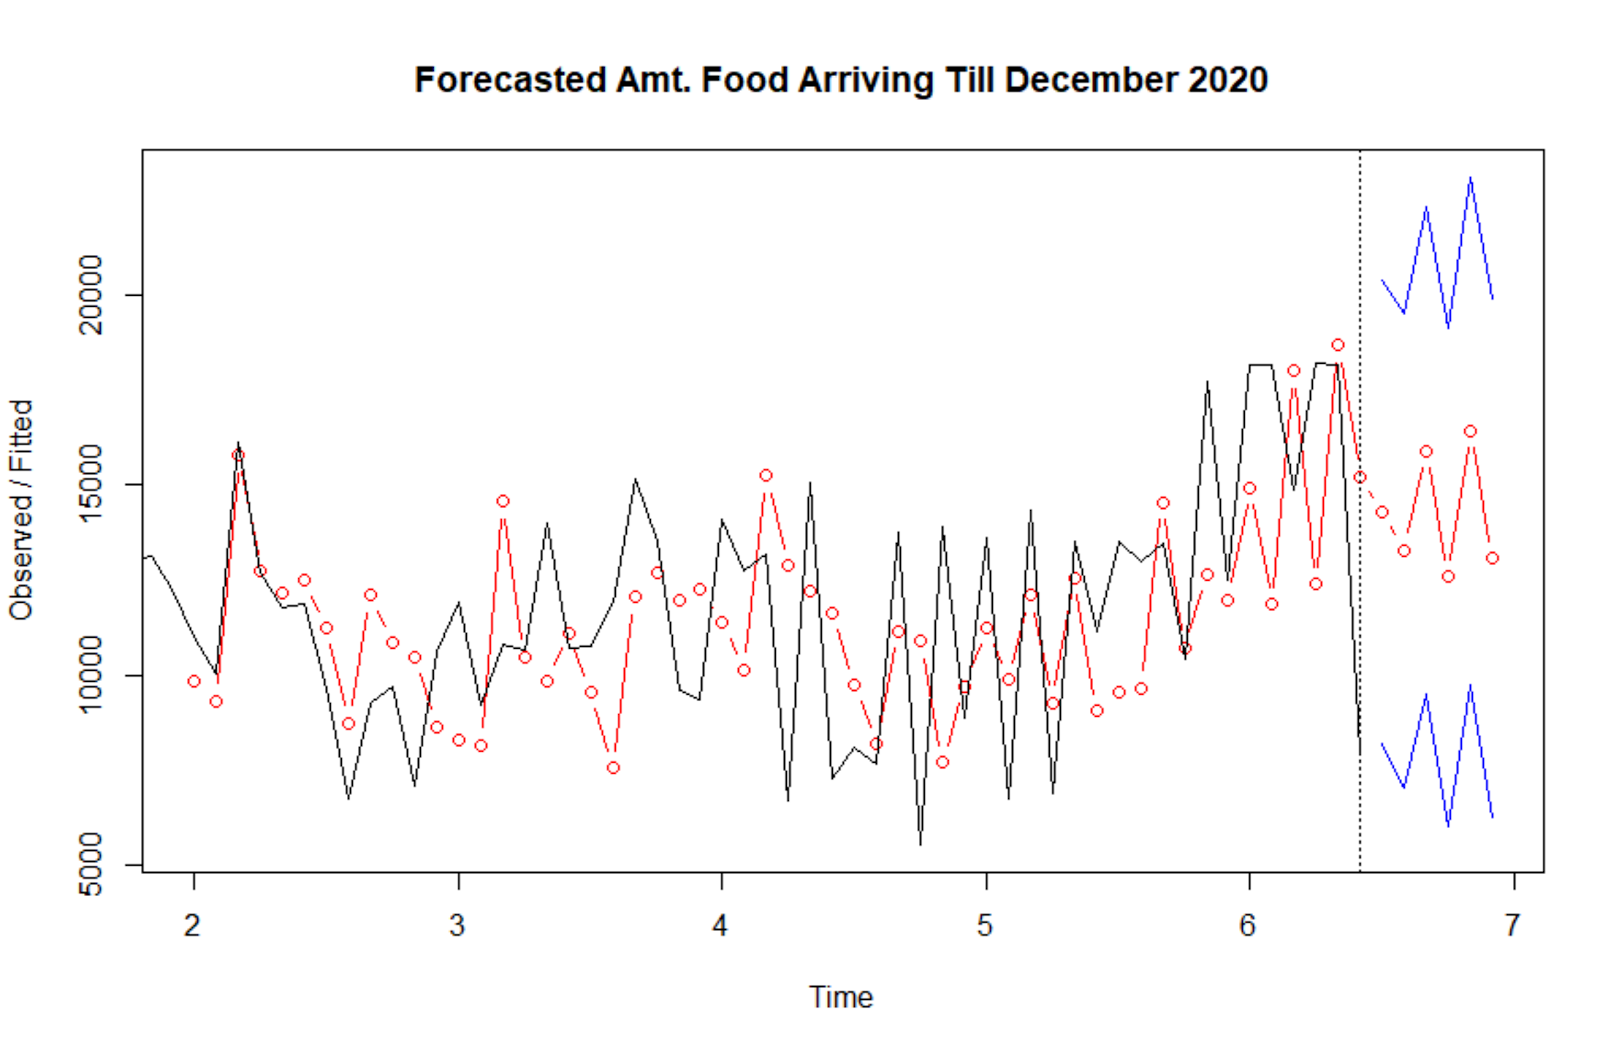 Forecasted Amt. Food Arriving Till December 2020
Observed / Fitted
20000
15000
10000
5000
2 3 4 5 6 7
Time